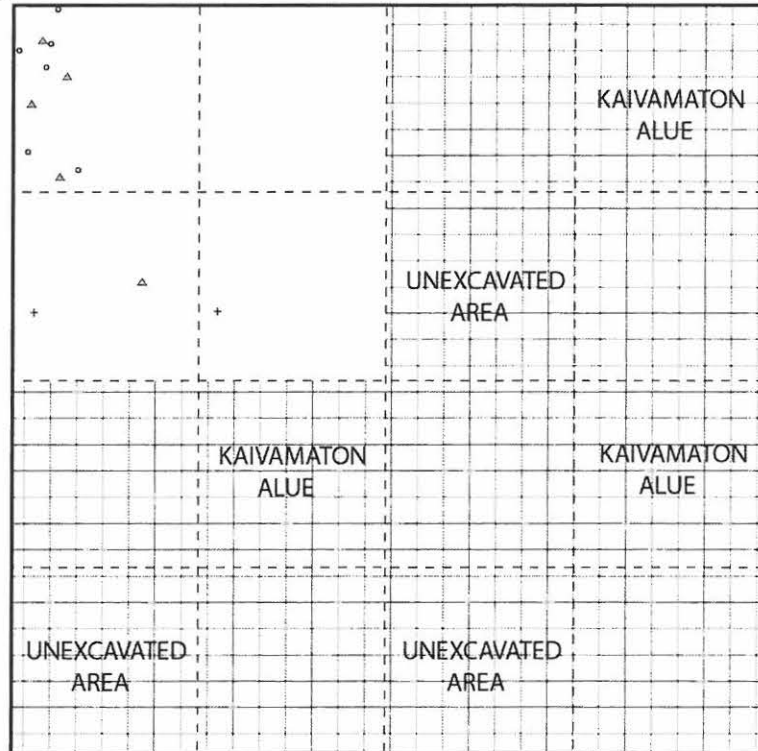 KAIVAMATON
ALUE
UNEXCAVATED
AREA
KAIVAMATON
ALUE
KAIVAMATON
ALUE
UNEXCAVATED
AREA
UNEXCAVATED
AREA